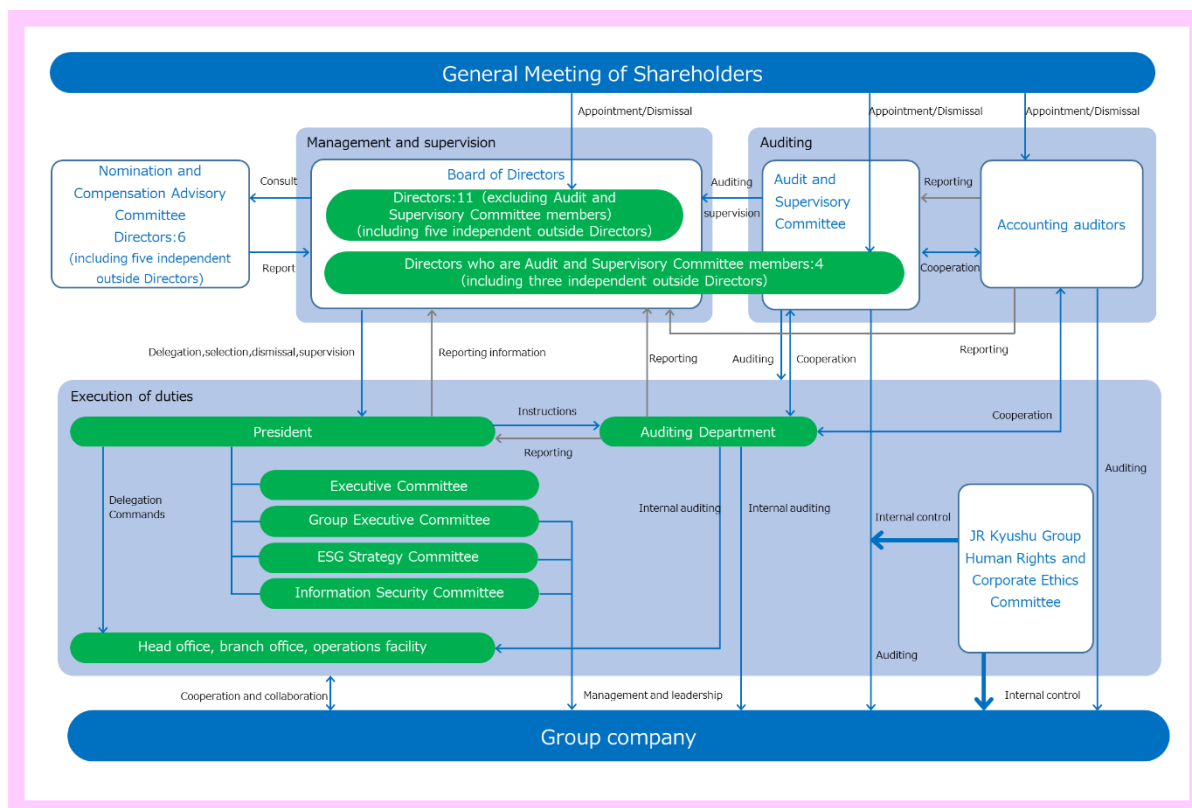 General Meeting of Shareholders
Appointment/Dismissal
Appointment/Dismissal
Appointment/Dismissal
Management and supervision
Auditing
Nomination and
Compensation Advisory
Committee
Directors:6
(including five independent
outside Directors)
Consult
Report
Board of Directors
Directors:11 (excluding Audit and
Supervisory Committee members)
(including five independent outside Directors)
Directors who are Audit and Supervisory Committee members:4
(including three independent outside Directors)
Auditing
supervision
Audit and
Supervisory
Committee
Reporting
Cooperation
Accounting auditors
Delegation,selection,dismissal,supervision
Reporting information
Reporting
Auditing
Cooperation
Reporting
Execution of duties
President
Instructions
Reporting
Auditing Department
Cooperation
Auditing
Delegation
Commands
Executive Committee
Group Executive Committee
ESG Strategy Committee
Information Security Committee
Internal auditing
Internal auditing
Internal control
JR Kyushu Group
Human Rights and
Corporate Ethics
Committee
Head office, branch office, operations facility
Auditing
Cooperation and collaboration
Management and leadership
Internal control
Group company